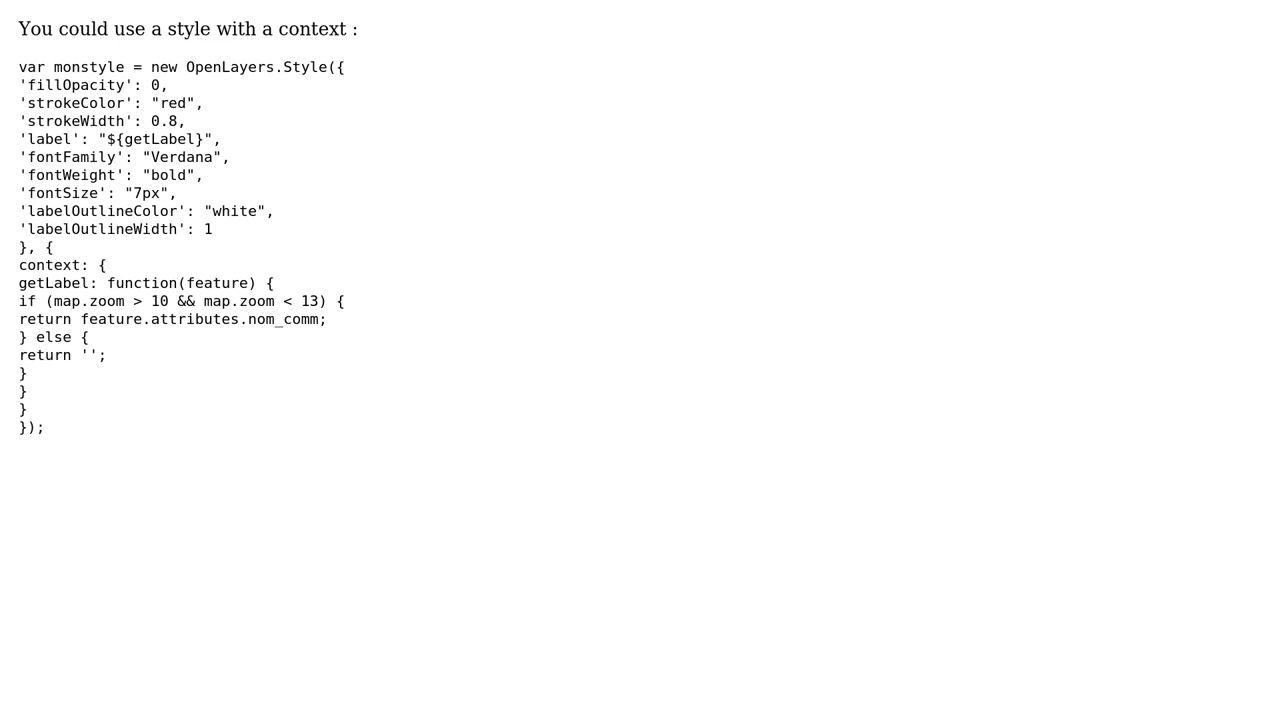 You could use a style with a context :
var monstyle = new OpenLayers.Style({
'fillOpacity': 0,
'strokeColor': "red",
'strokeWidth': 0.8,
'label': "${getLabel}",
'fontFamily': "Verdana",
'fontWeight': "bold",
'fontSize': "7px",
'labelOutlineColor': "white",
'labelOutlineWidth': 1
}, {
context: {
getLabel: function(feature) {
if (map.zoom > 10 && map.zoom < 13) {
return feature.attributes.nom_comm;
} else {
return '';
}
}
}
});